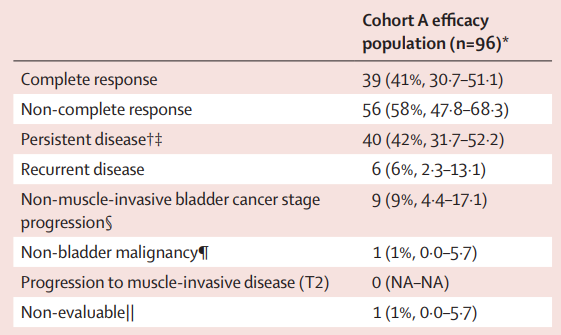 Cohort A efficacy
population (n=96)*
Complete response 39 (41%, 30·7–51·1)
Non-complete response 56 (58%, 47·8–68·3)
Persistent disease†‡ 40 (42%, 31·7–52·2)
Recurrent disease 6 (6%, 2·3–13·1)
Non-muscle-invasive bladder cancer stage 9 (9%, 4·4–17·1)
progression§
Non-bladder malignancy¶ 1 (1%, 0·0–5·7)
Progression to muscle-invasive disease (T2) 0 (NA–NA)
Non-evaluable|| 1 (1%, 0·0–5·7)